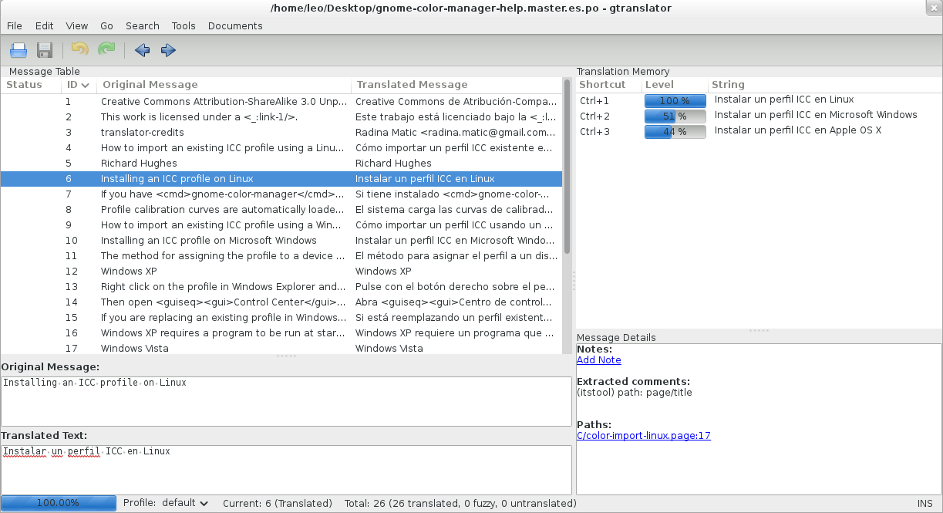 /home/leo/Desktop/gnome-color-manager-help.master.es.po - gtranslator
File Edit View Go Search Tools Documents
Message Table
Status ID Original Message Translated Message
1 Creative Commons Attribution-ShareAlike 3.0 Unp... Creative Commons de Atribución-Compa...
2 This work is licensed under a <_:link-1/>. Este trabajo está licenciado bajo la <_:l...
3 translator-credits Radina Matic <radina.matic@gmail.com...
4 How to import an existing ICC profile using a Linu... Cómo importar un perfil ICC existente e...
5 Richard Hughes Richard Hughes
6 Installing an ICC profile on Linux Instalar un perfil ICC en Linux
7 If you have <cmd>gnome-color-manager</cmd>... Si tiene instalado <cmd>gnome-color-...
8 Profile calibration curves are automatically loade... El sistema carga las curvas de calibrad...
9 How to import an existing ICC profile using a Win... Cómo importar un perfil ICC usando un ...
10 Installing an ICC profile on Microsoft Windows Instalar un perfil ICC en Microsoft Windo...
11 The method for assigning the profile to a device ... El método para asignar el perfil a un dis...
12 Windows XP Windows XP
13 Right click on the profile in Windows Explorer and... Pulse con el botón derecho sobre el pe...
14 Then open <guiseq><gui>Control Center</gui>... Abra <guiseq><gui>Centro de control...
15 If you are replacing an existing profile in Windows... Si está reemplazando un perfil existent...
16 Windows XP requires a program to be run at star... Windows XP requiere un programa que ...
17 Windows Vista Windows Vista
Original Message:
Installing·an·ICC·profile·on·Linux
Translated Text:
Instalar·un·perfil·ICC·en·Linux
Translation Memory
Shortcut Level String
Ctrl+1 100 % Instalar un perfil ICC en Linux
Ctrl+2 51 % Instalar un perfil ICC en Microsoft Windows
Ctrl+3 44 % Instalar un perfil ICC en Apple OS X
Message Details
Notes:
Add Note
Extracted comments:
(itstool) path: page/title
Paths:
C/color-import-linux.page:17
100.00% Profile: default Current: 6 (Translated) Total: 26 (26 translated, 0 fuzzy, 0 untranslated) INS